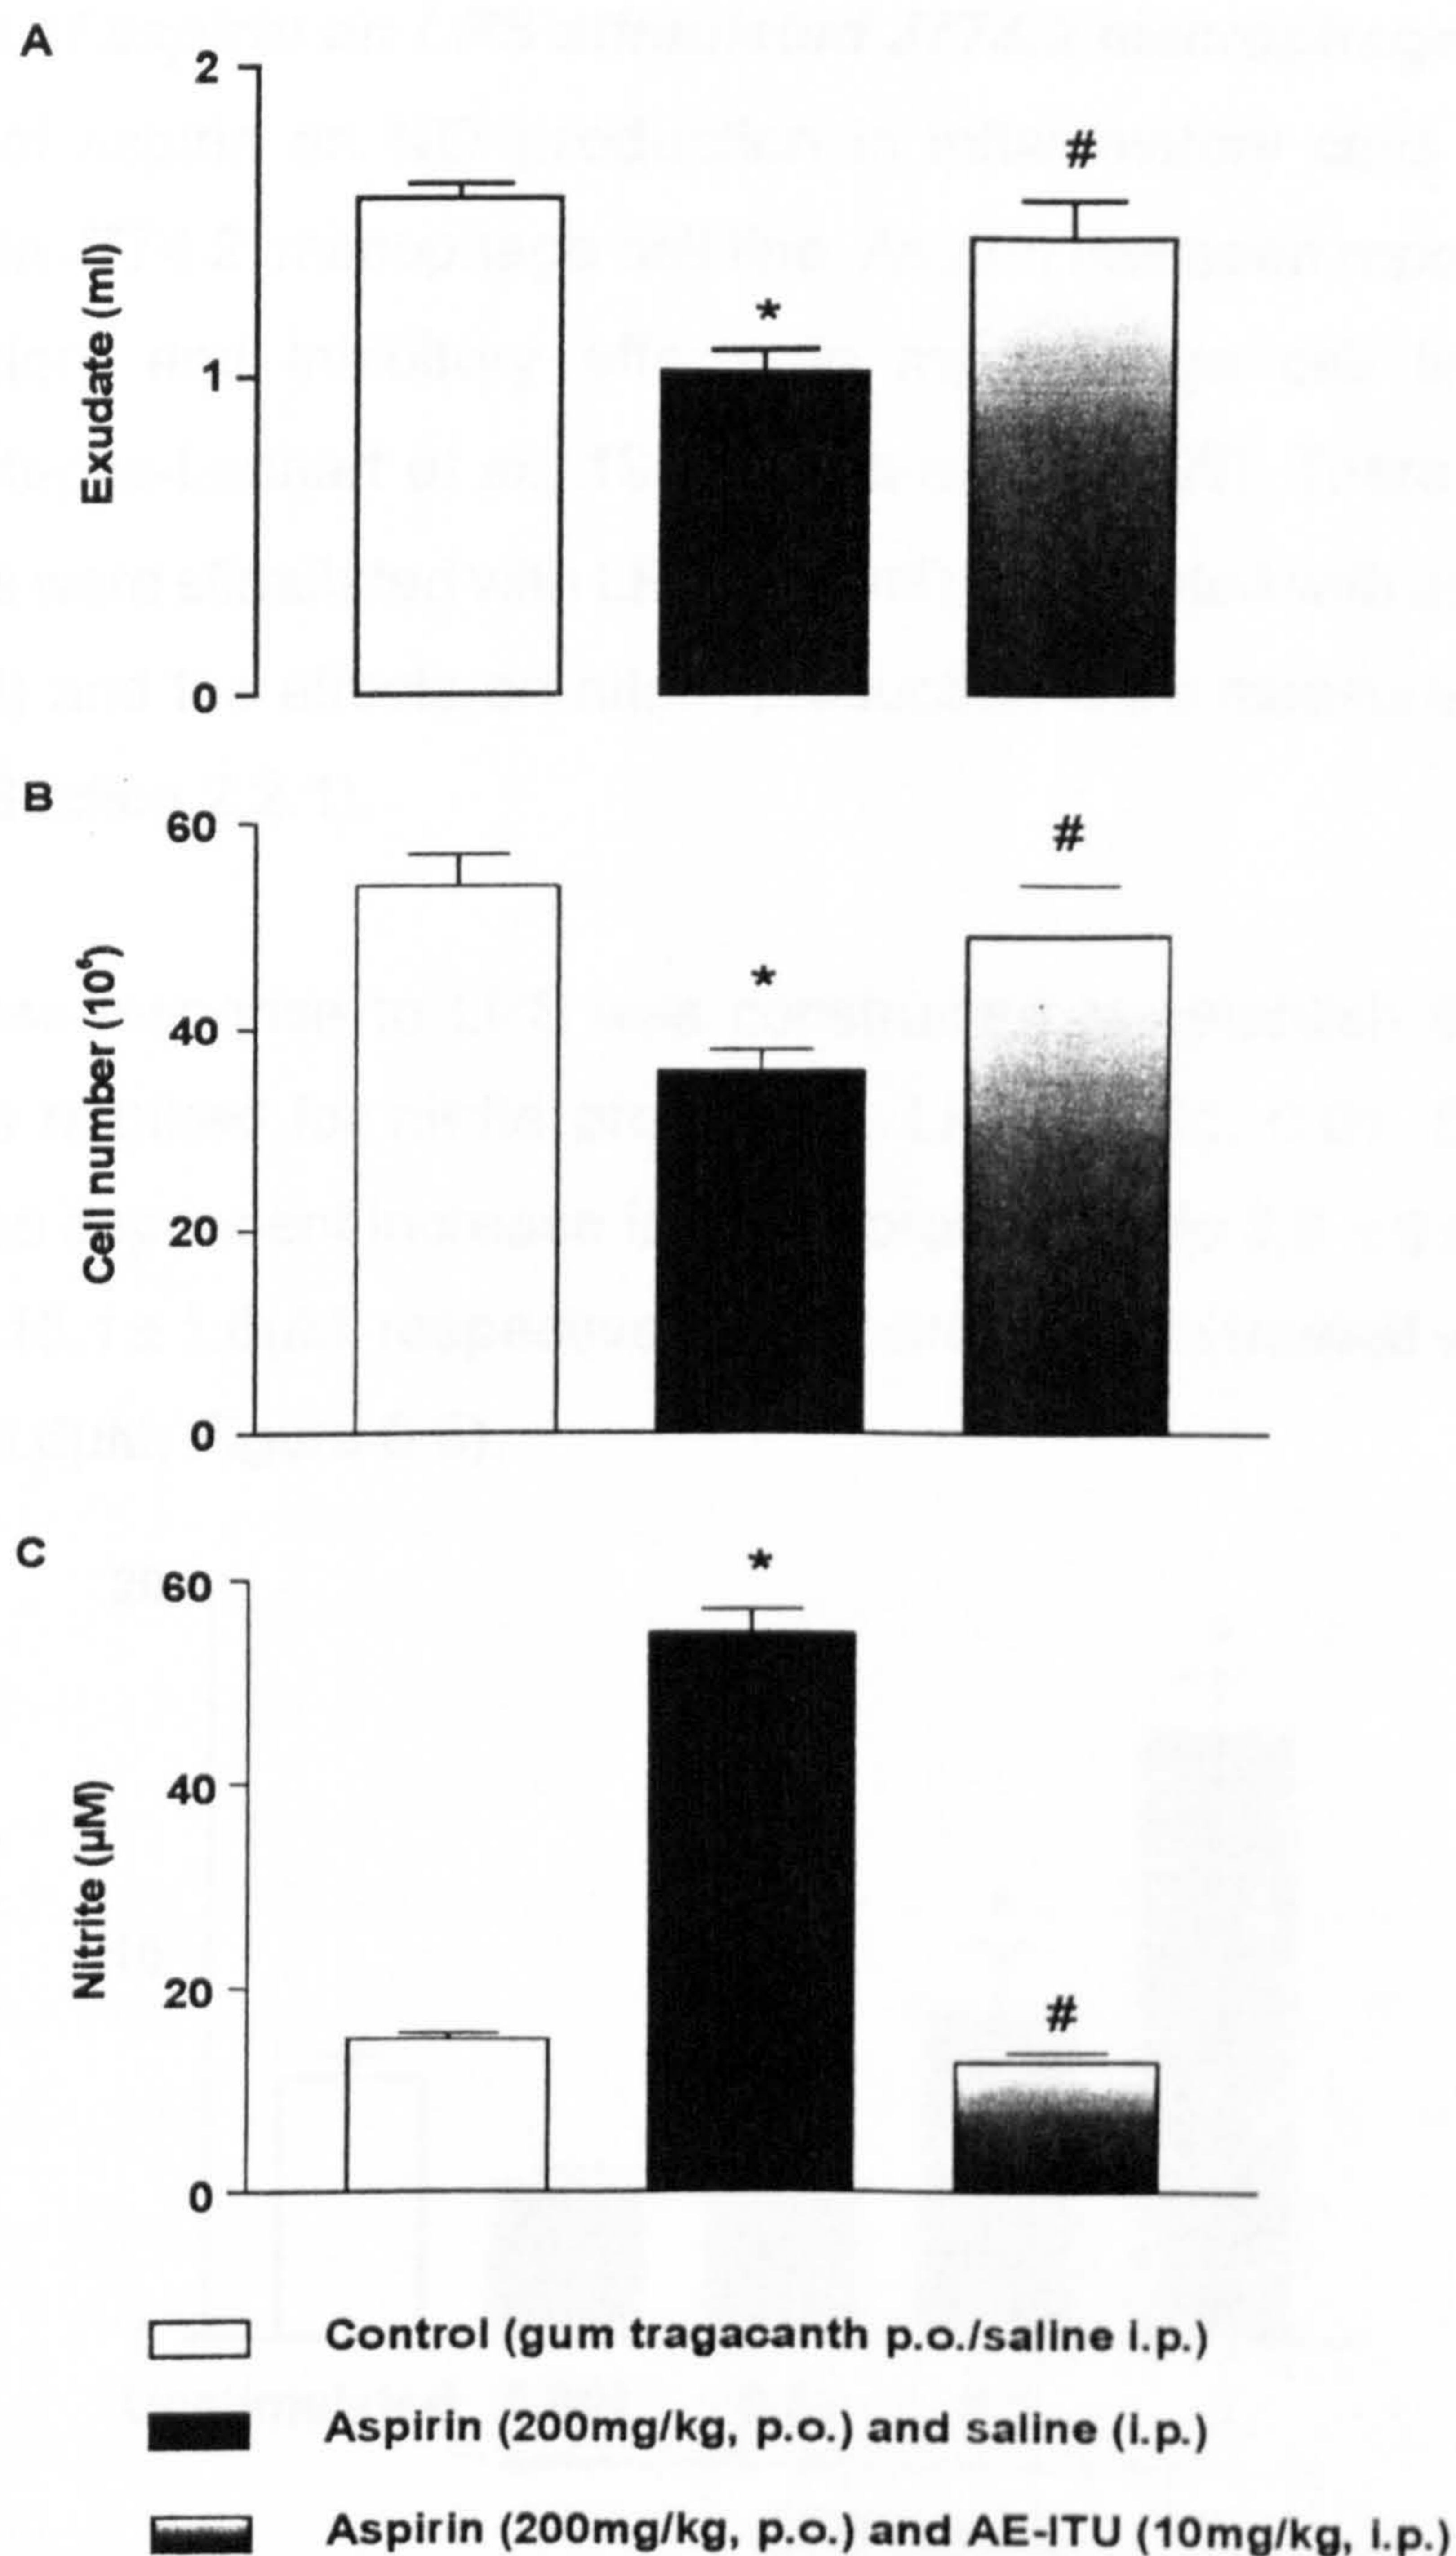 A
2
#
*
Exudate (ml)
1
0
B
60
#
*
Cell number (10⁶)
40
20
0
C
*
60
40
Nitrite (µM)
20
#
0
Control (gum tragacanth p.o./saline i.p.)
Aspirin (200mg/kg, p.o.) and saline (i.p.)
Aspirin (200mg/kg, p.o.) and AE-ITU (10mg/kg, i.p.)